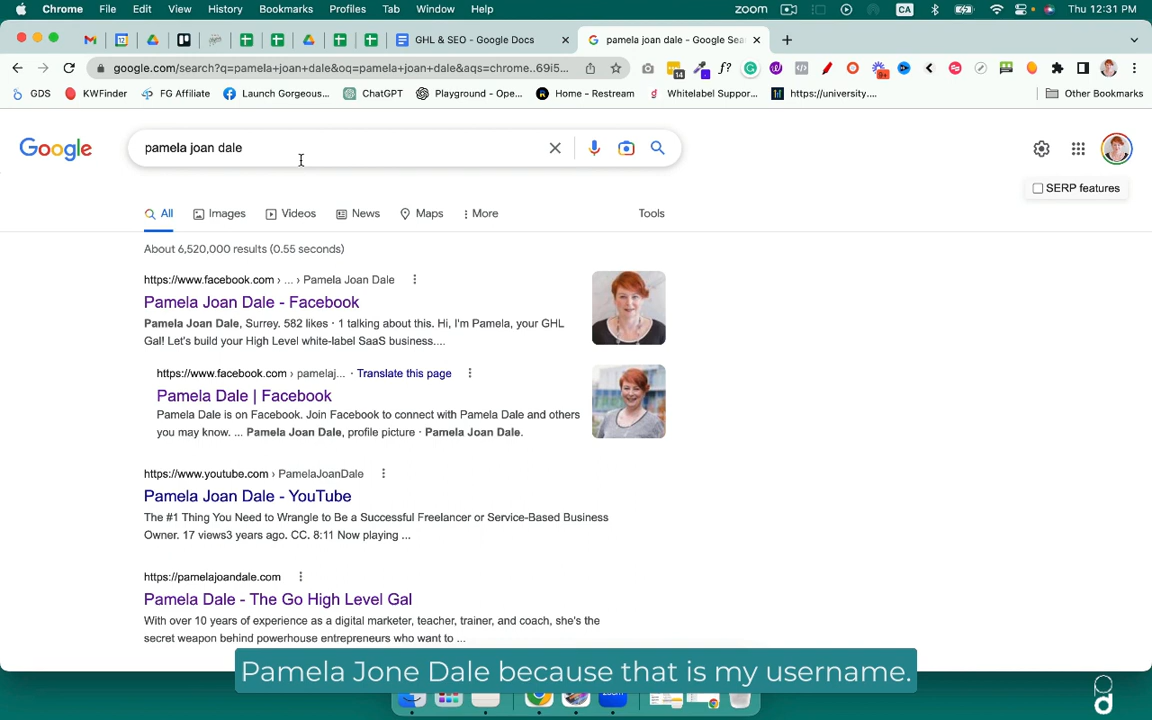 Chrome File Edit View History Bookmarks Profiles Tab Window Help zoom CA Thu 12:31 PM
GHL & SEO - Google Docs pamela joan dale - Google Sea
google.com/search?q=pamela+joan+dale&oq=pamela+joan+dale&aqs=chrome..69i5... f? 14
GDS KWFinder FG Affiliate Launch Gorgeous... ChatGPT Playground - Ope... Home - Restream Whitelabel Suppor... https://university.... Other Bookmarks
Google pamela joan dale
SERP features
All Images Videos News Maps More Tools
About 6,520,000 results (0.55 seconds)
https://www.facebook.com › ... › Pamela Joan Dale
Pamela Joan Dale - Facebook
Pamela Joan Dale, Surrey. 582 likes · 1 talking about this. Hi, I'm Pamela, your GHL
Gal! Let's build your High Level white-label SaaS business....
https://www.facebook.com › pamelaj... · Translate this page
Pamela Dale | Facebook
Pamela Dale is on Facebook. Join Facebook to connect with Pamela Dale and others
you may know. ... Pamela Joan Dale, profile picture · Pamela Joan Dale.
https://www.youtube.com › PamelaJoanDale
Pamela Joan Dale - YouTube
The #1 Thing You Need to Wrangle to Be a Successful Freelancer or Service-Based Business
Owner. 17 views3 years ago. CC. 8:11 Now playing ...
https://pamelajoandale.com
Pamela Dale - The Go High Level Gal
With over 10 years of experience as a digital marketer, teacher, trainer, and coach, she's the
secret weapon behind powerhouse entrepreneurs who want to ...
Pamela Jone Dale because that is my username.